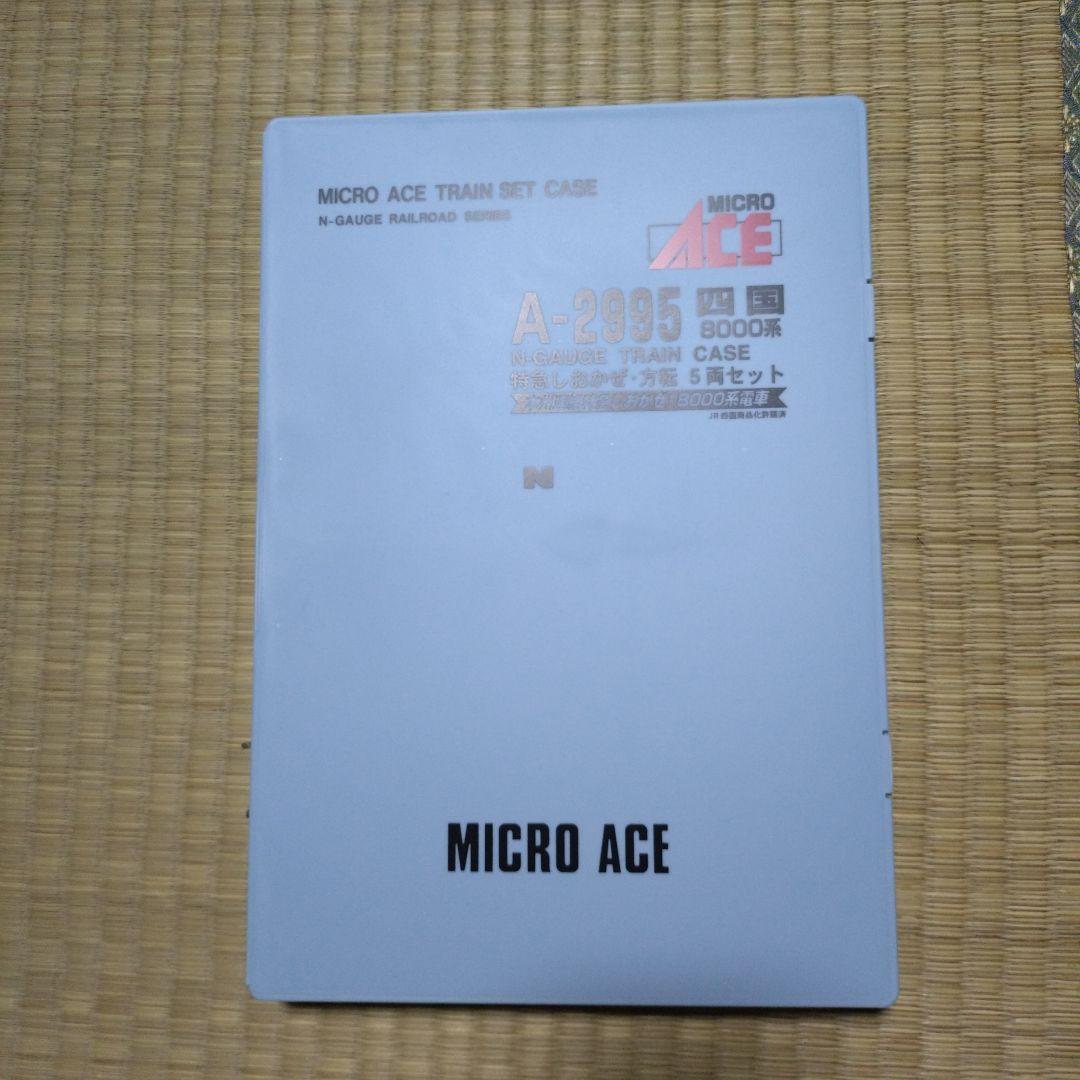 MICRO ACE TRAIN SET CASE
N-GAUGE RAILROAD SERIES
MICRO
ACE
A-2995 四国
8000系
N-GAUGE TRAIN CASE
特急しおかぜ・方転 5両セット
8000系電車
JR四国商品化許諾済
N
MICRO ACE